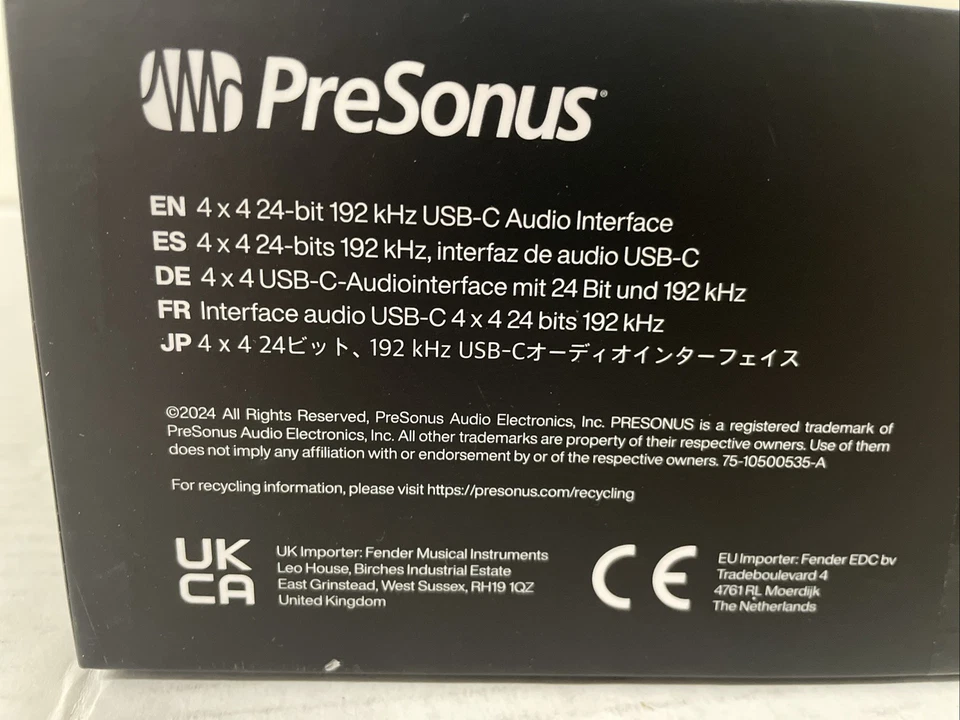 PreSonus®
EN 4 x 4 24-bit 192 kHz USB-C Audio Interface
ES 4 x 4 24-bits 192 kHz, interfaz de audio USB-C
DE 4 x 4 USB-C-Audiointerface mit 24 Bit und 192 kHz
FR Interface audio USB-C 4 x 4 24 bits 192 kHz
JP 4 x 4 24ビット、192 kHz USB-Cオーディオインターフェイス
©2024 All Rights Reserved, PreSonus Audio Electronics, Inc. PRESONUS is a registered trademark of
PreSonus Audio Electronics, Inc. All other trademarks are property of their respective owners. Use of them
does not imply any affiliation with or endorsement by or of the respective owners. 75-10500535-A
For recycling information, please visit https://presonus.com/recycling
UK
CA
UK Importer: Fender Musical Instruments
Leo House, Birches Industrial Estate
East Grinstead, West Sussex, RH19 1QZ
United Kingdom
CE
EU Importer: Fender EDC bv
Tradeboulevard 4
4761 RL Moerdijk
The Netherlands